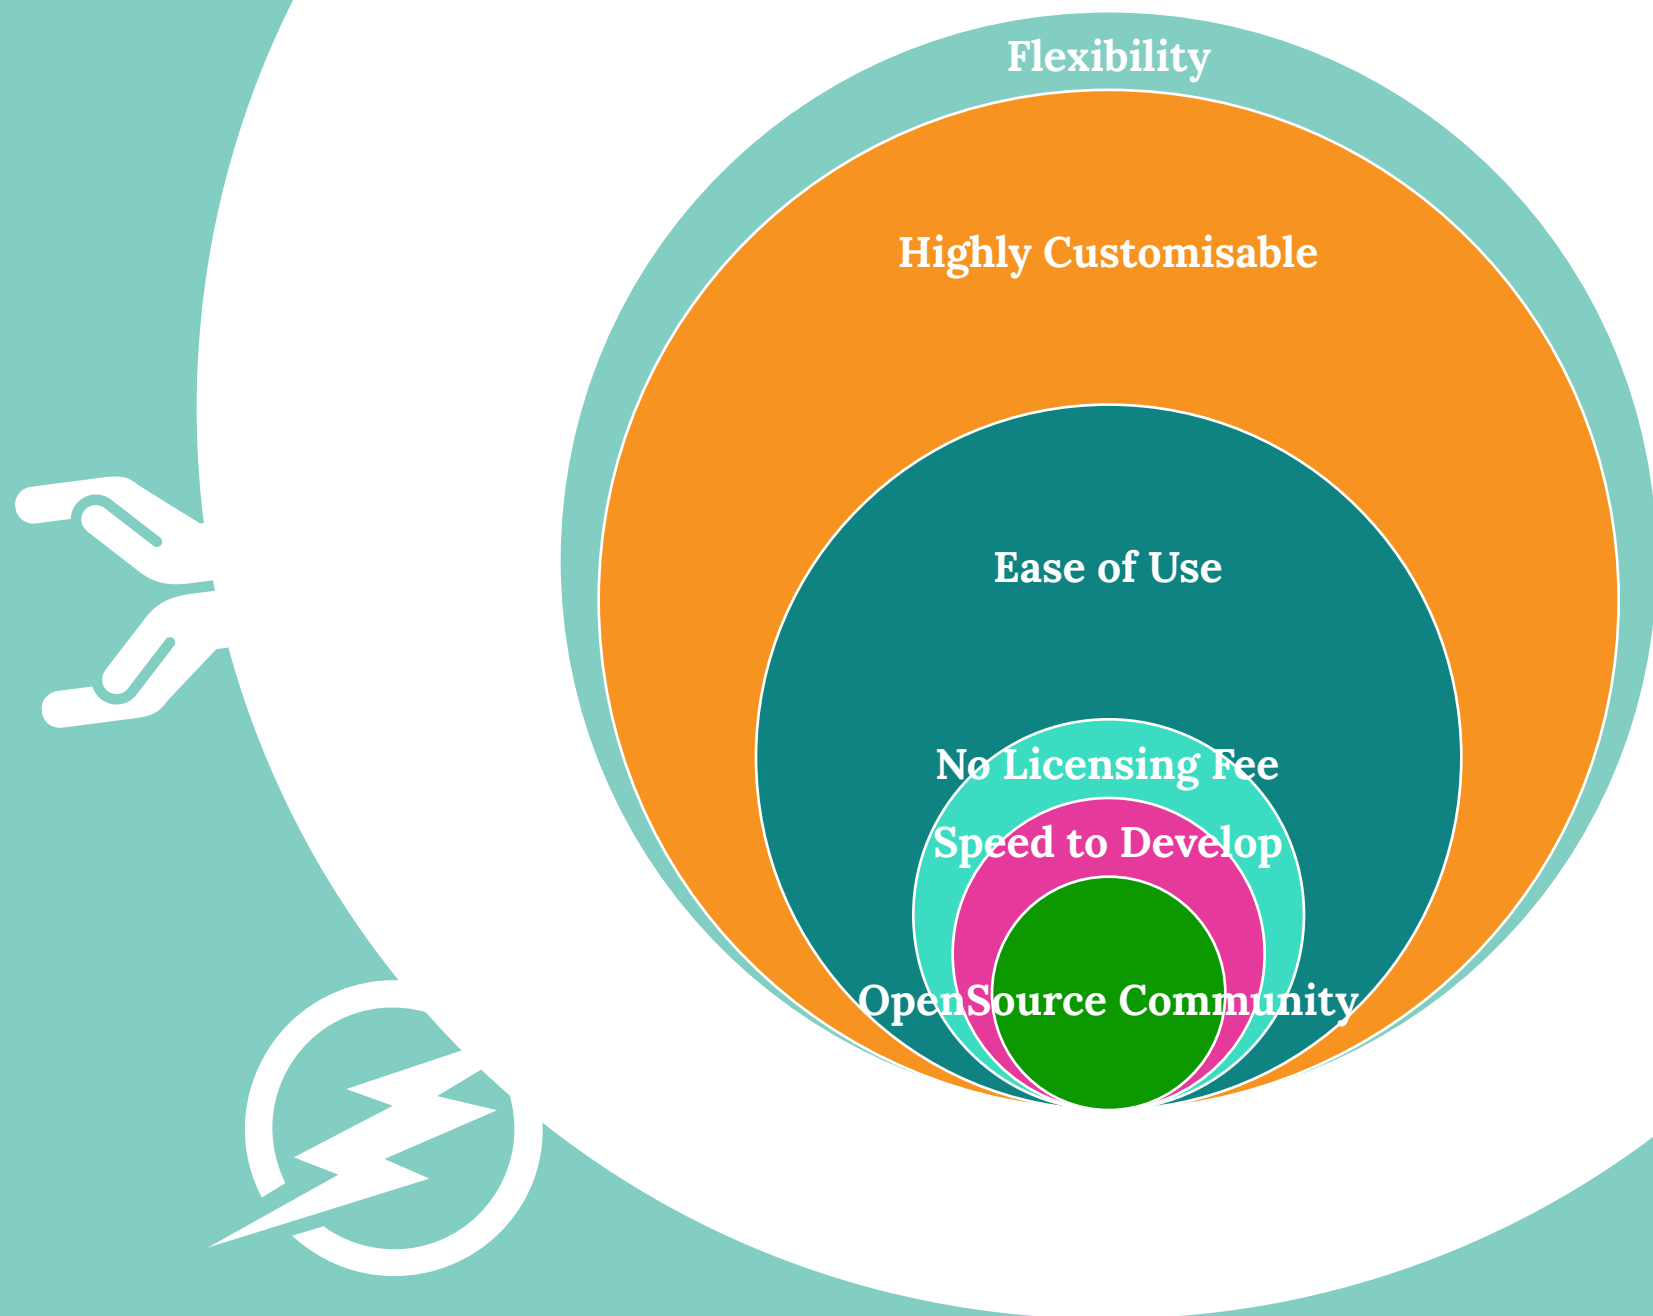 Flexibility
Highly Customisable
Ease of Use
No Licensing Fee
Speed to Develop
OpenSource Community